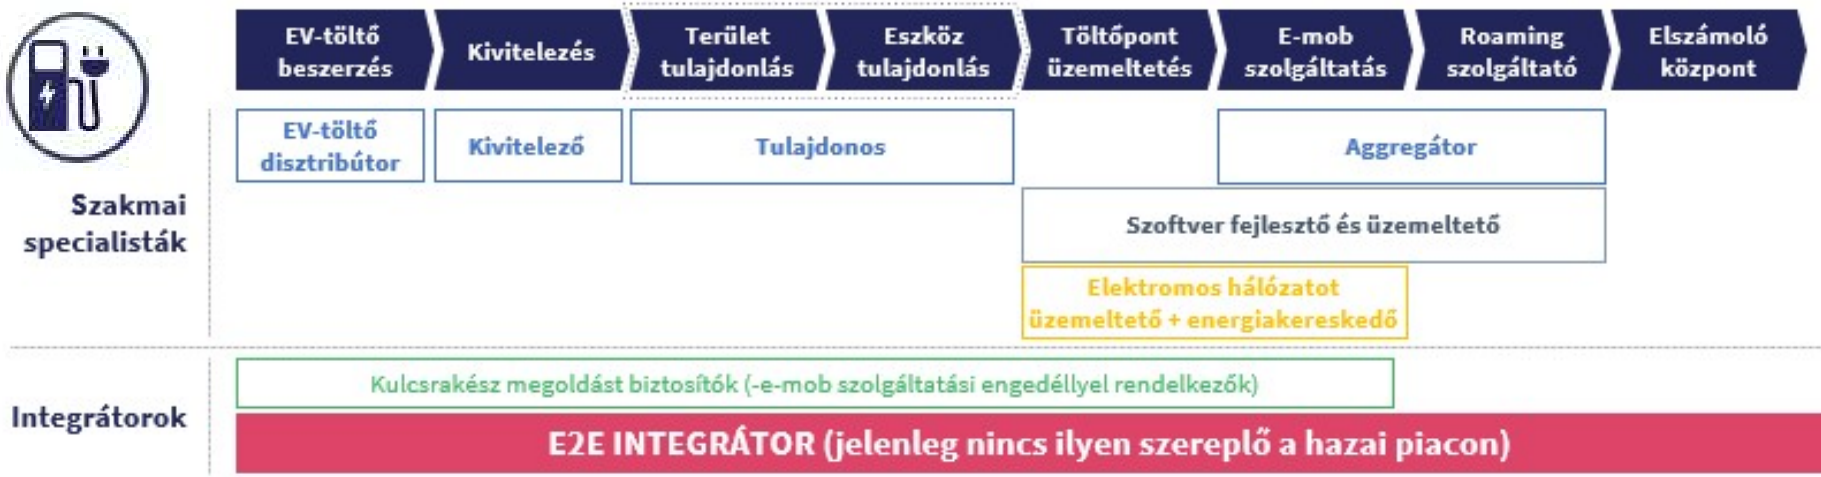 EV-töltő
beszerzés
Kivitelezés
Terület
tulajdonlás
Eszköz
tulajdonlás
Töltőpont
üzemeltetés
E-mob
szolgáltatás
Roaming
szolgáltató
Elszámoló
központ
Szakmai
specialisták
EV-töltő
disztribútor
Kivitelező
Tulajdonos
Aggregátor
Szoftver fejlesztő és üzemeltető
Elektromos hálózatot
üzemeltető + energiakereskedő
Integrátorok
Kulcsrakész megoldást biztosítók (-e-mob szolgáltatási engedéllyel rendelkezők)
E2E INTEGRÁTOR (jelenleg nincs ilyen szereplő a hazai piacon)